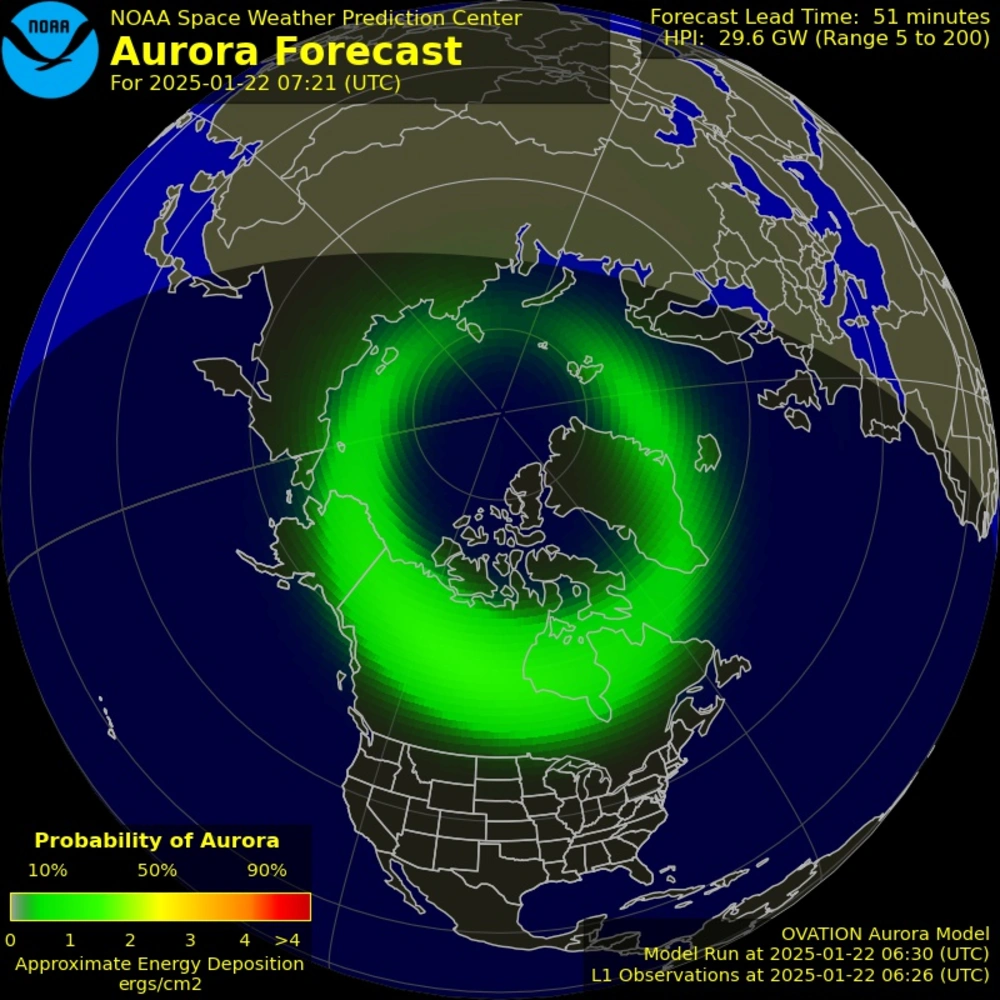 NOAA
NOAA Space Weather Prediction Center
Aurora Forecast
For 2025-01-22 07:21 (UTC)
Forecast Lead Time: 51 minutes
HPI: 29.6 GW (Range 5 to 200)
Probability of Aurora
10% 50% 90%
0 1 2 3 4 >4
Approximate Energy Deposition
ergs/cm2
OVATION Aurora Model
Model Run at 2025-01-22 06:30 (UTC)
L1 Observations at 2025-01-22 06:26 (UTC)